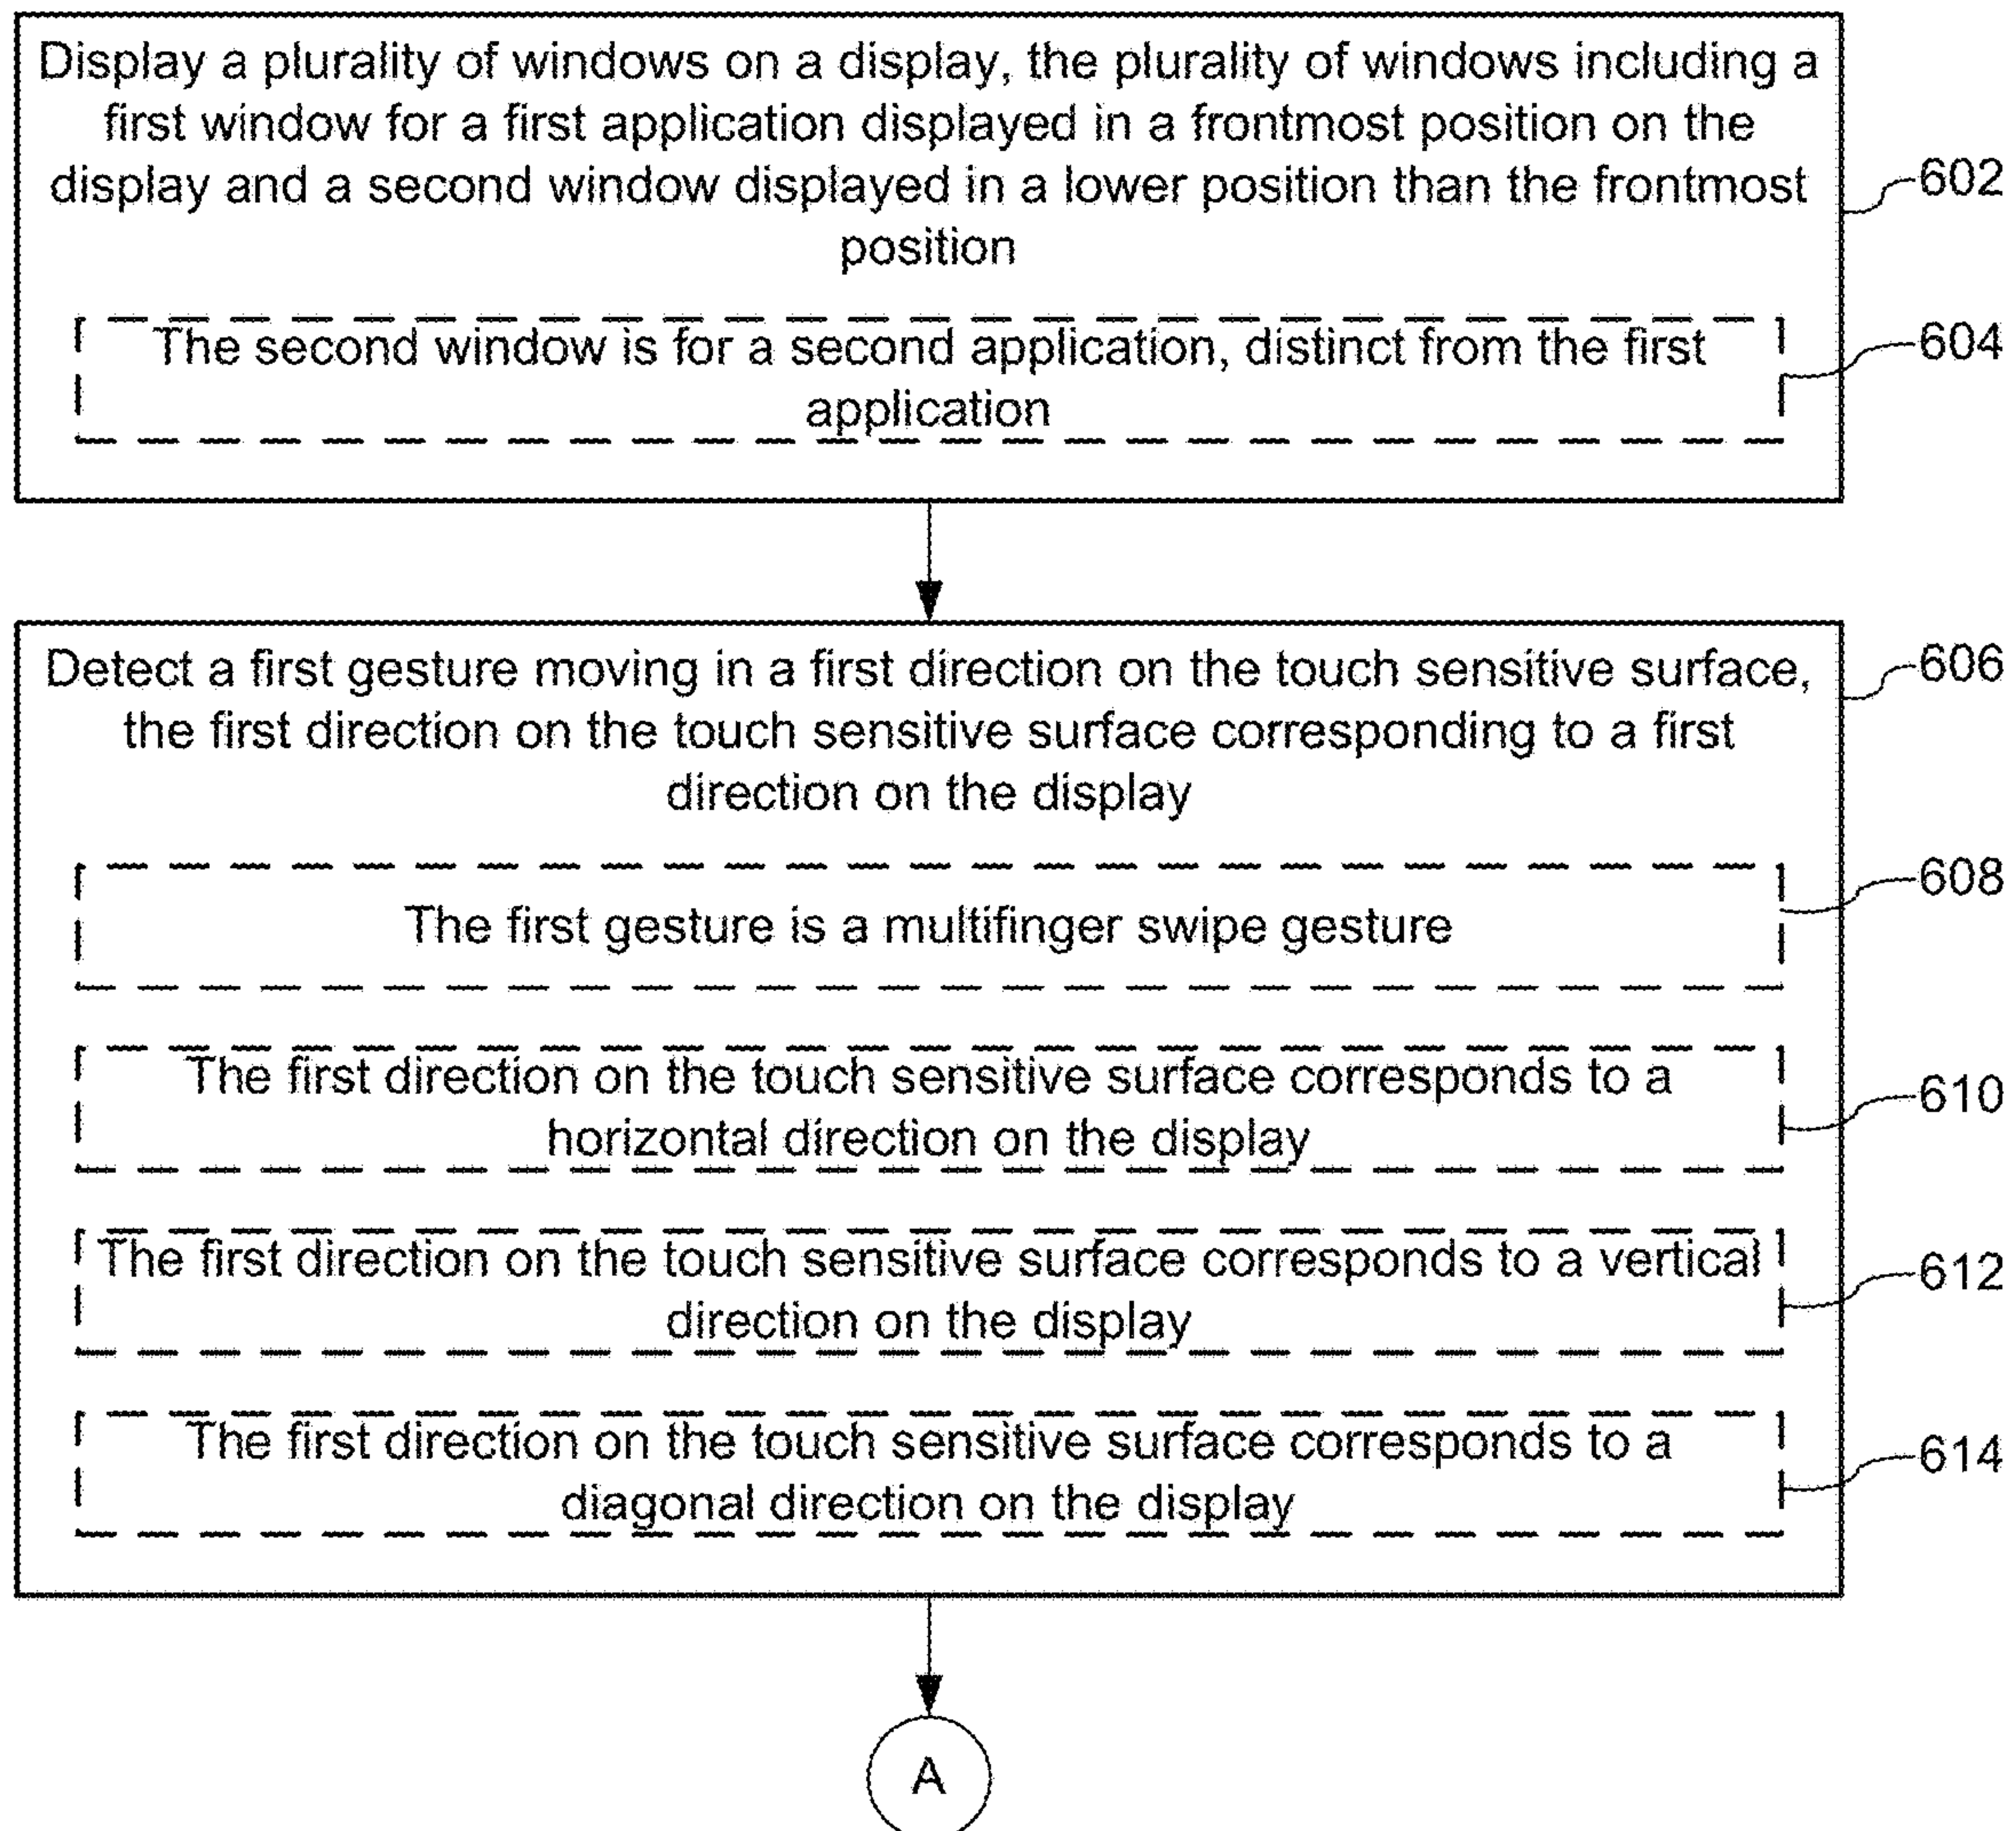 Display a plurality of windows on a display, the plurality of windows including a
first window for a first application displayed in a frontmost position on the
display and a second window displayed in a lower position than the frontmost
position
602
The second window is for a second application, distinct from the first
application
604
Detect a first gesture moving in a first direction on the touch sensitive surface,
the first direction on the touch sensitive surface corresponding to a first
direction on the display
606
The first gesture is a multifinger swipe gesture
608
The first direction on the touch sensitive surface corresponds to a
horizontal direction on the display
610
The first direction on the touch sensitive surface corresponds to a vertical
direction on the display
612
The first direction on the touch sensitive surface corresponds to a
diagonal direction on the display
614
A